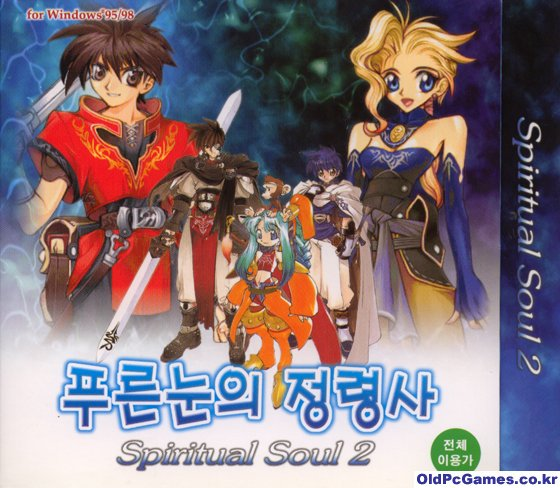 for Windows®95/98
푸른눈의 정령사
Spiritual Soul 2
전체
이용가
Spiritual Soul 2
OldPcGames.co.kr